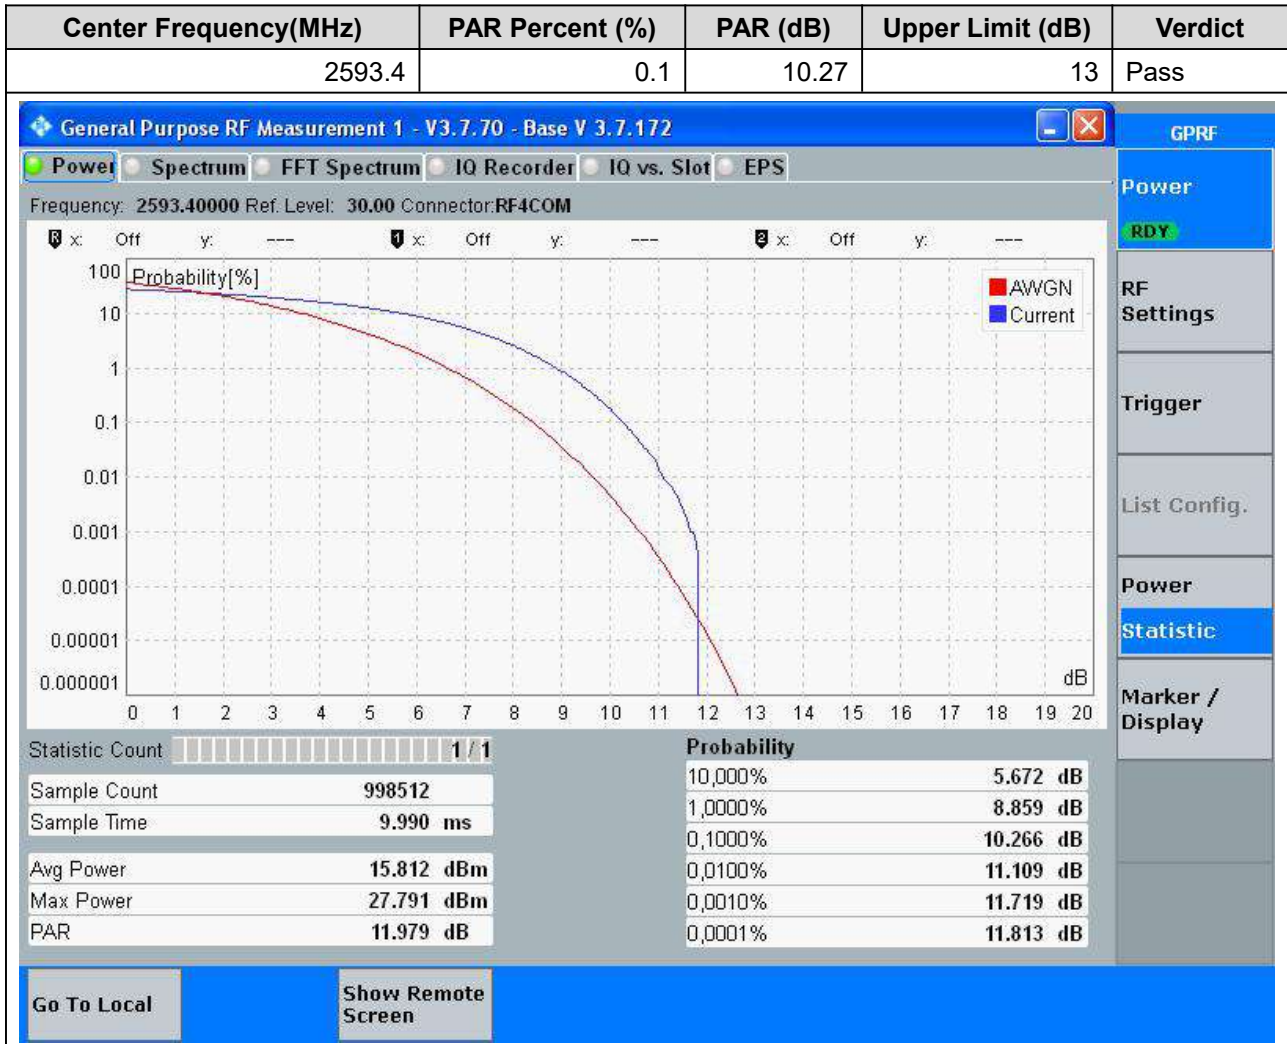 Center Frequency(MHz) PAR Percent (%) PAR (dB) Upper Limit (dB) Verdict
2593.4 0.1 10.27 13 Pass
General Purpose RF Measurement 1 - V3.7.70 - Base V 3.7.172
GPRF
Power Spectrum FFT Spectrum IQ Recorder IQ vs. Slot EPS
Frequency: 2593.40000 Ref. Level: 30.00 Connector:RF4COM
R x: Off y: --- 1 x: Off y: --- 2 x: Off y: ---
Probability[%]
AWGN
Current
100
10
1
0.1
0.01
0.001
0.0001
0.00001
0.000001
dB
0 1 2 3 4 5 6 7 8 9 10 11 12 13 14 15 16 17 18 19 20
Statistic Count 1 / 1
Sample Count 998512
Sample Time 9.990 ms
Avg Power 15.812 dBm
Max Power 27.791 dBm
PAR 11.979 dB
Probability
10,000% 5.672 dB
1,0000% 8.859 dB
0,1000% 10.266 dB
0,0100% 11.109 dB
0,0010% 11.719 dB
0,0001% 11.813 dB
Power
RDY
RF
Settings
Trigger
List Config.
Power
Statistic
Marker /
Display
Go To Local
Show Remote
Screen